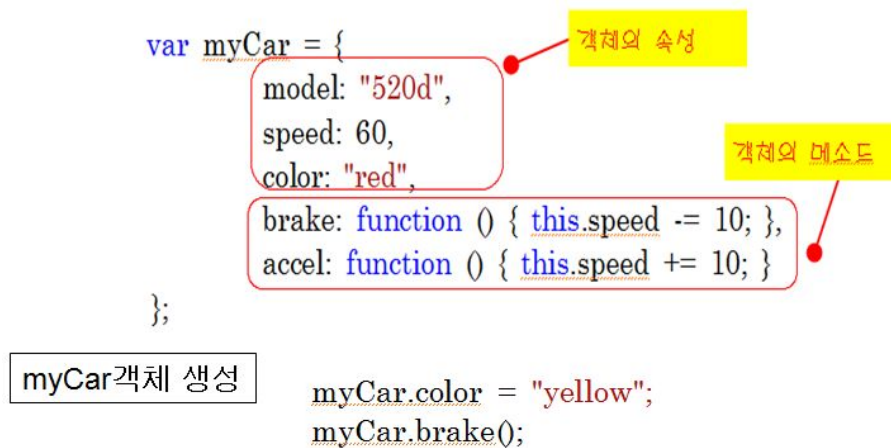 var myCar = {
객체의 속성
model: "520d",
speed: 60,
color: "red",
객체의 메소드
brake: function () { this.speed -= 10; },
accel: function () { this.speed += 10; }
};
myCar객체 생성
myCar.color = "yellow";
myCar.brake();